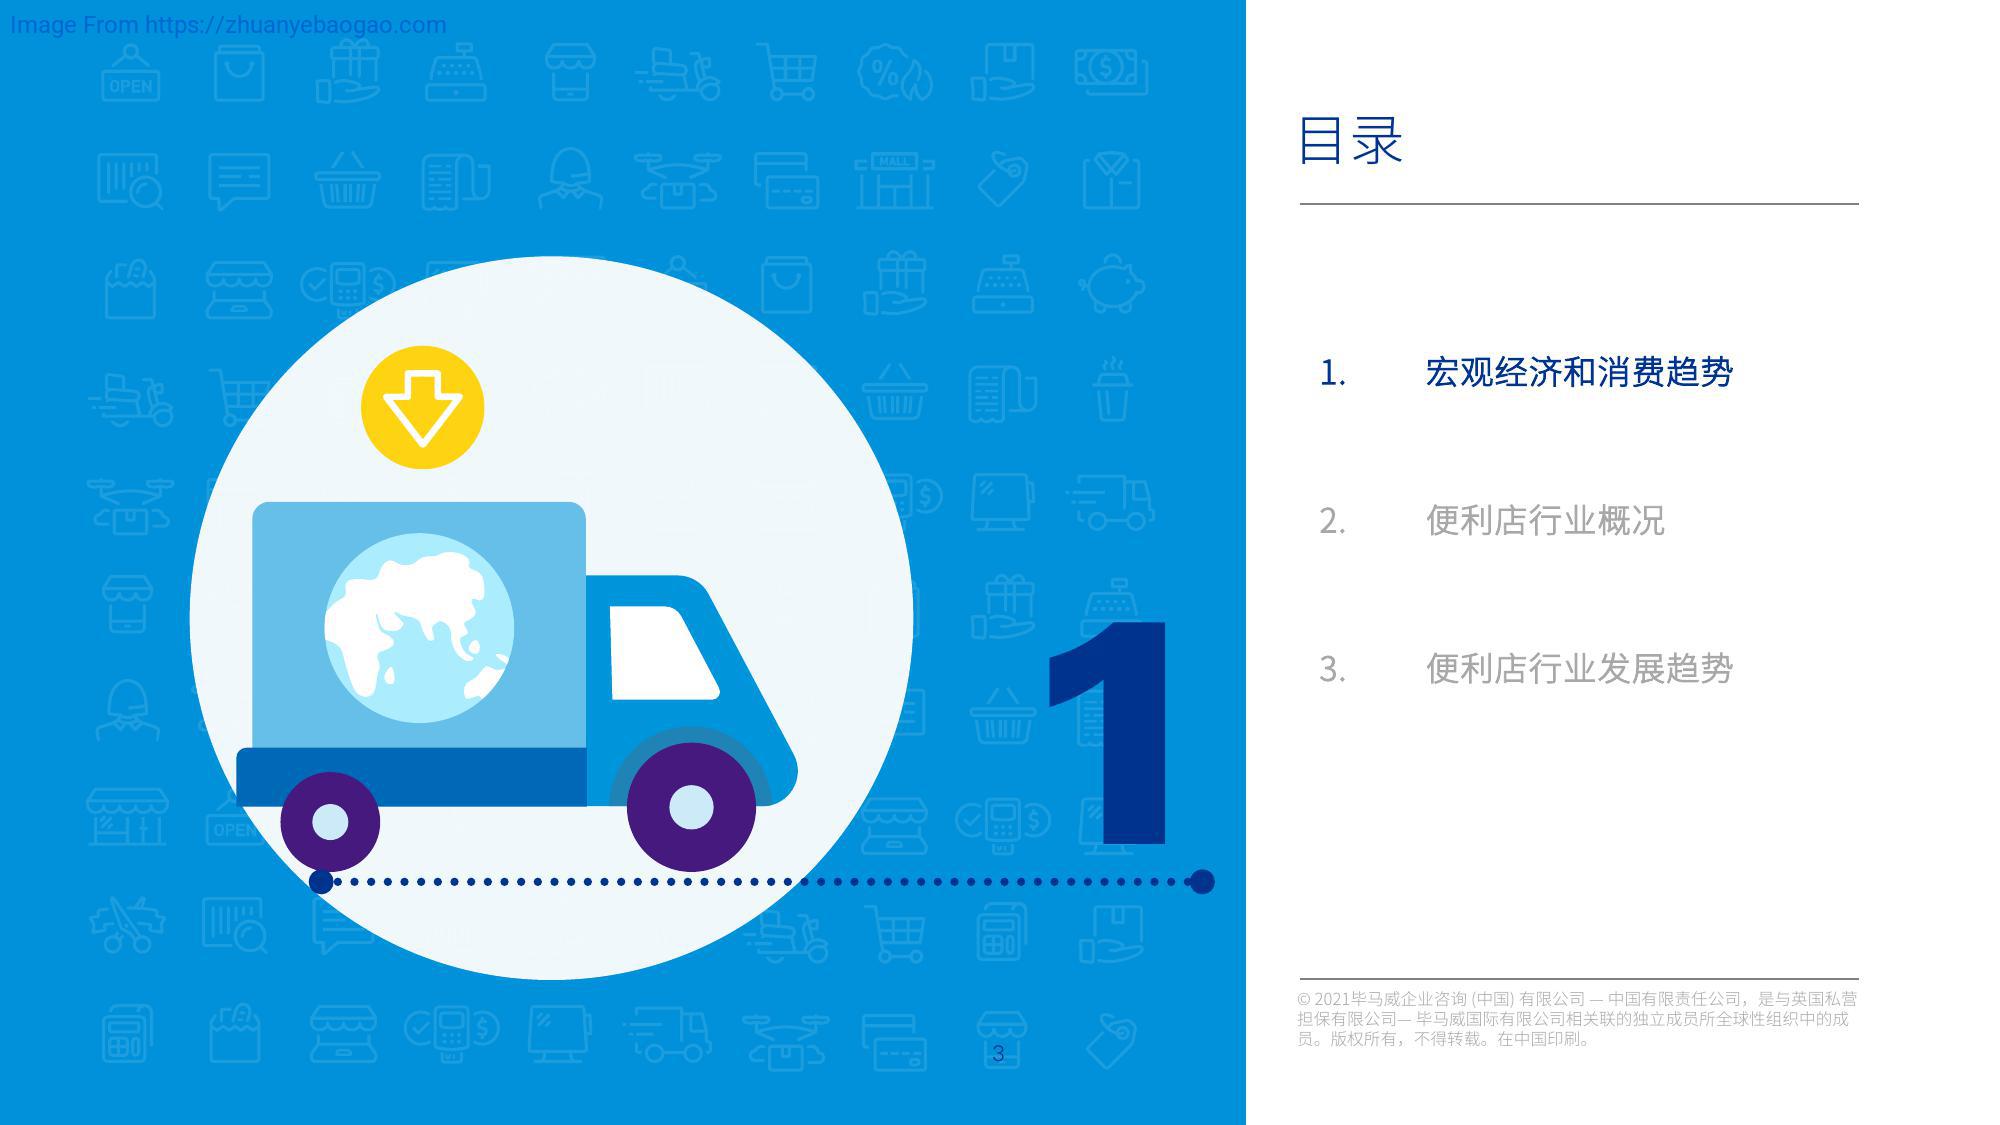 Image From https://zhuanyebaogao.com
OPEN
MALL
OPEN
1
3
目录
1. 宏观经济和消费趋势
2. 便利店行业概况
3. 便利店行业发展趋势
© 2021毕马威企业咨询 (中国) 有限公司 — 中国有限责任公司，是与英国私营
担保有限公司— 毕马威国际有限公司相关联的独立成员所全球性组织中的成
员。版权所有，不得转载。在中国印刷。